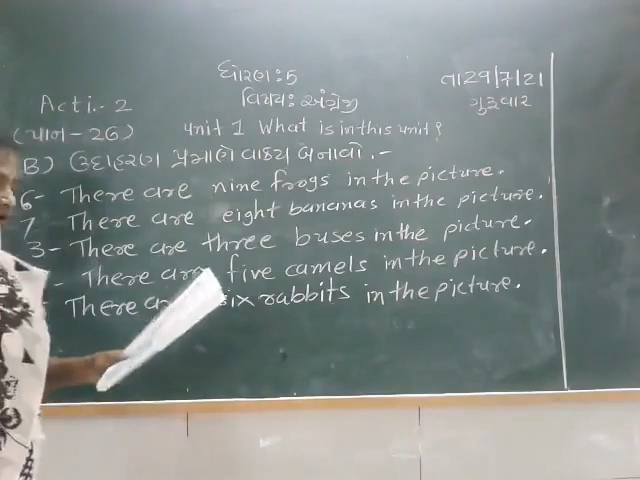 ધોરણ: 5
તા 29/7/21
Acti.- 2
વિષય: અંગ્રેજી
ગુરૂવાર
(પાન - 26)
unit 1 What is in this unit?
B) ઉદાહરણ પ્રમાણે વાક્ય બનાવો.-
6- There are nine frogs in the picture.
7 There are eight bananas in the picture.
3- There are three buses in the picture.
- There are five camels in the picture.
There are six rabbits in the picture.